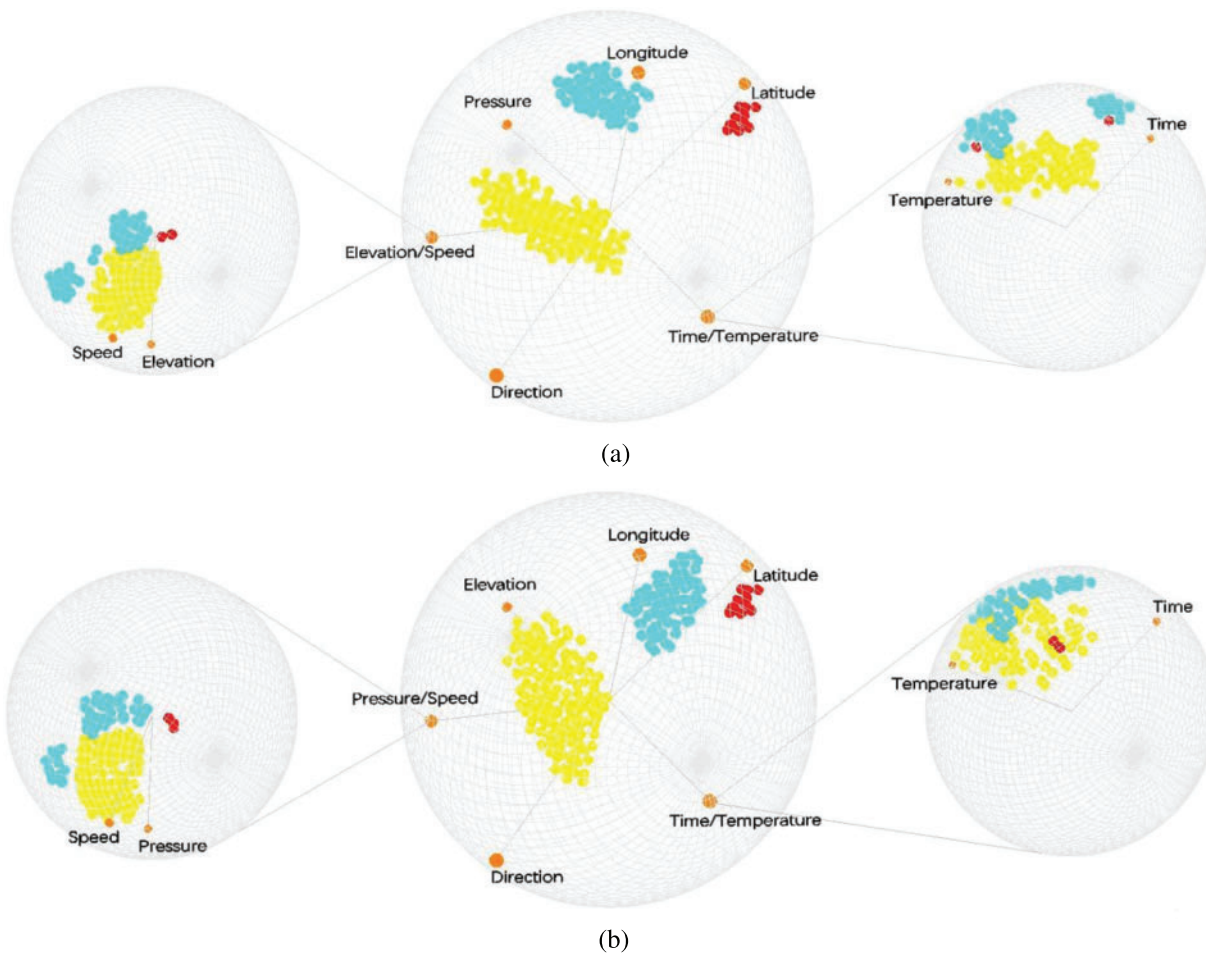 Longitude
Latitude
Pressure
Time
Temperature
Elevation/Speed
Time/Temperature
Speed
Elevation
Direction
(a)
Longitude
Latitude
Elevation
Time
Temperature
Pressure/Speed
Time/Temperature
Speed
Pressure
Direction
(b)